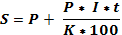 S = P + P * I * t / K * 100